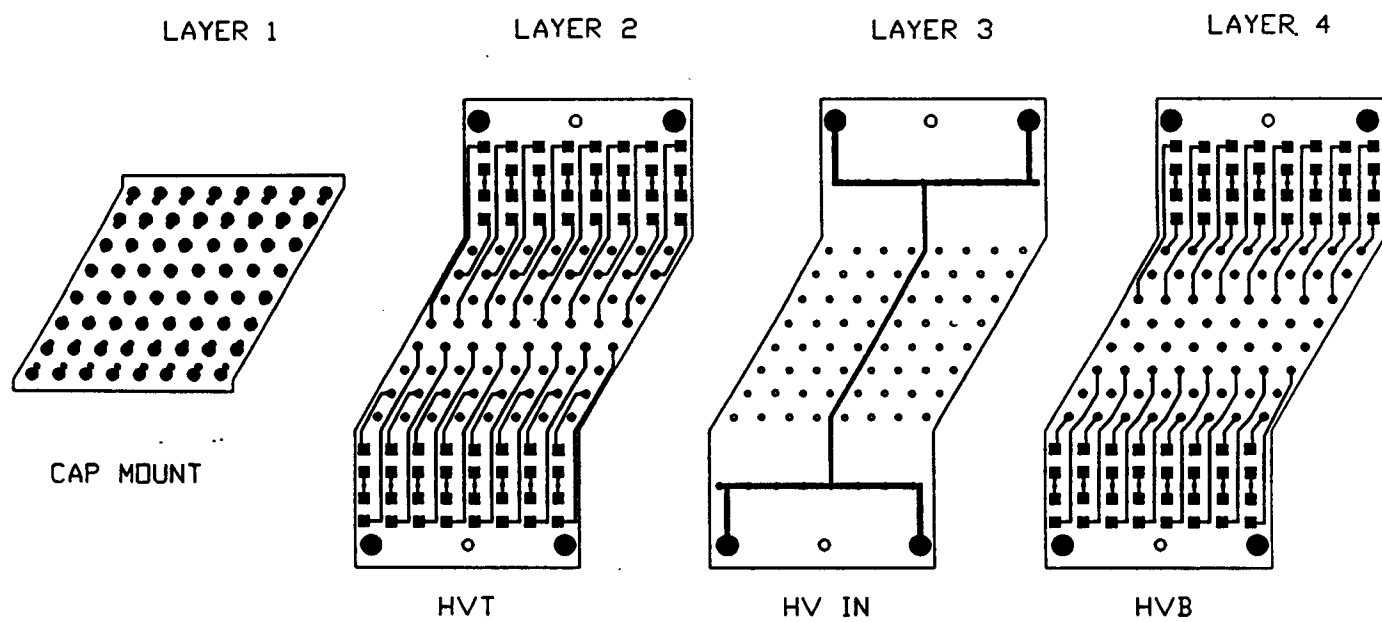 LAYER 1
LAYER 2
LAYER 3
LAYER 4
CAP MOUNT
HVT
HV IN
HVB